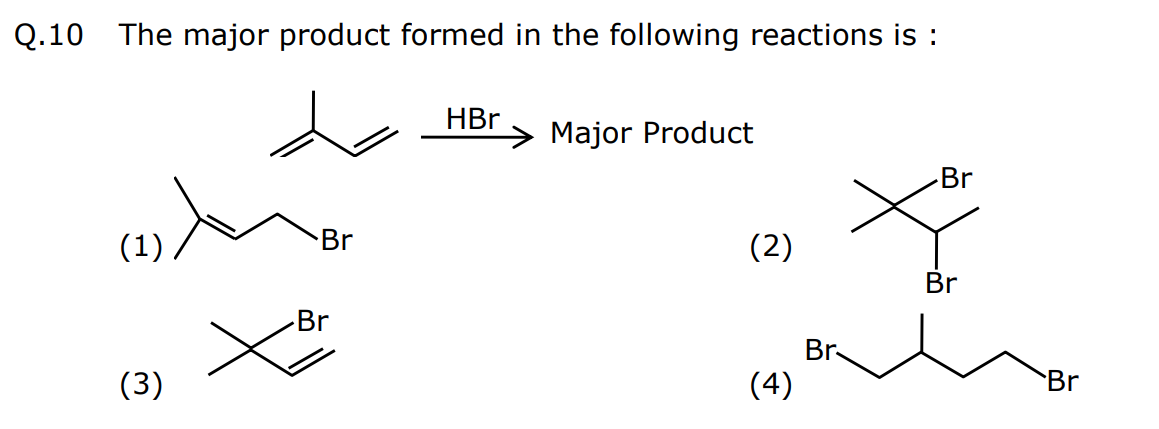 Q.10 The major product formed in the following reactions is :
HBr
Major Product
Br
(1)
Br
(2)
Br
Br
(3)
Br
(4)
Br